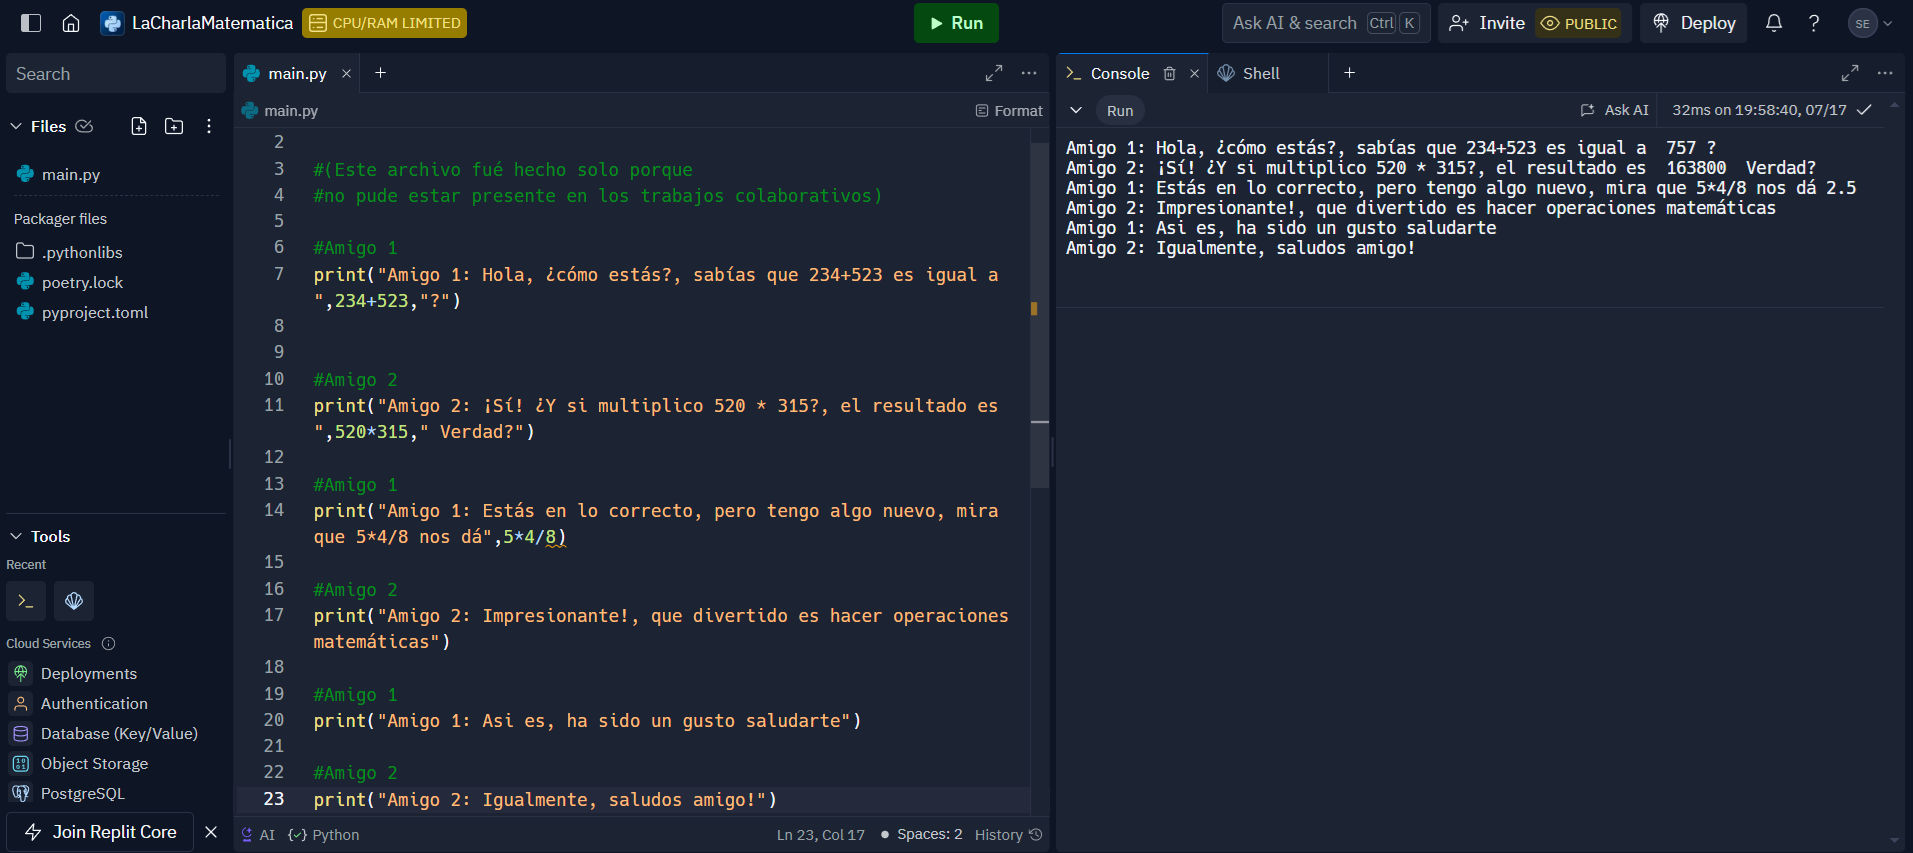 LaCharlaMatematica
CPU/RAM LIMITED
Run
Ask AI & search Ctrl K
Invite
PUBLIC
Deploy
SE
Search
Files
main.py
Packager files
.pythonlibs
poetry.lock
pyproject.toml
Tools
Recent
Cloud Services
Deployments
Authentication
Database (Key/Value)
Object Storage
PostgreSQL
Join Replit Core
main.py
main.py
Format
2
3 #(Este archivo fué hecho solo porque
4 #no pude estar presente en los trabajos colaborativos)
5
6 #Amigo 1
7 print("Amigo 1: Hola, ¿cómo estás?, sabías que 234+523 es igual a
",234+523,"?")
8
9
10 #Amigo 2
11 print("Amigo 2: ¡Sí! ¿Y si multiplico 520 * 315?, el resultado es
",520*315," Verdad?")
12
13 #Amigo 1
14 print("Amigo 1: Estás en lo correcto, pero tengo algo nuevo, mira
que 5*4/8 nos dá",5*4/8)
15
16 #Amigo 2
17 print("Amigo 2: Impresionante!, que divertido es hacer operaciones
matemáticas")
18
19 #Amigo 1
20 print("Amigo 1: Asi es, ha sido un gusto saludarte")
21
22 #Amigo 2
23 print("Amigo 2: Igualmente, saludos amigo!")
AI
Python
Ln 23, Col 17
Spaces: 2
History
Console
Shell
Run
Ask AI
32ms on 19:58:40, 07/17
Amigo 1: Hola, ¿cómo estás?, sabías que 234+523 es igual a  757 ?
Amigo 2: ¡Sí! ¿Y si multiplico 520 * 315?, el resultado es  163800  Verdad?
Amigo 1: Estás en lo correcto, pero tengo algo nuevo, mira que 5*4/8 nos dá 2.5
Amigo 2: Impresionante!, que divertido es hacer operaciones matemáticas
Amigo 1: Asi es, ha sido un gusto saludarte
Amigo 2: Igualmente, saludos amigo!